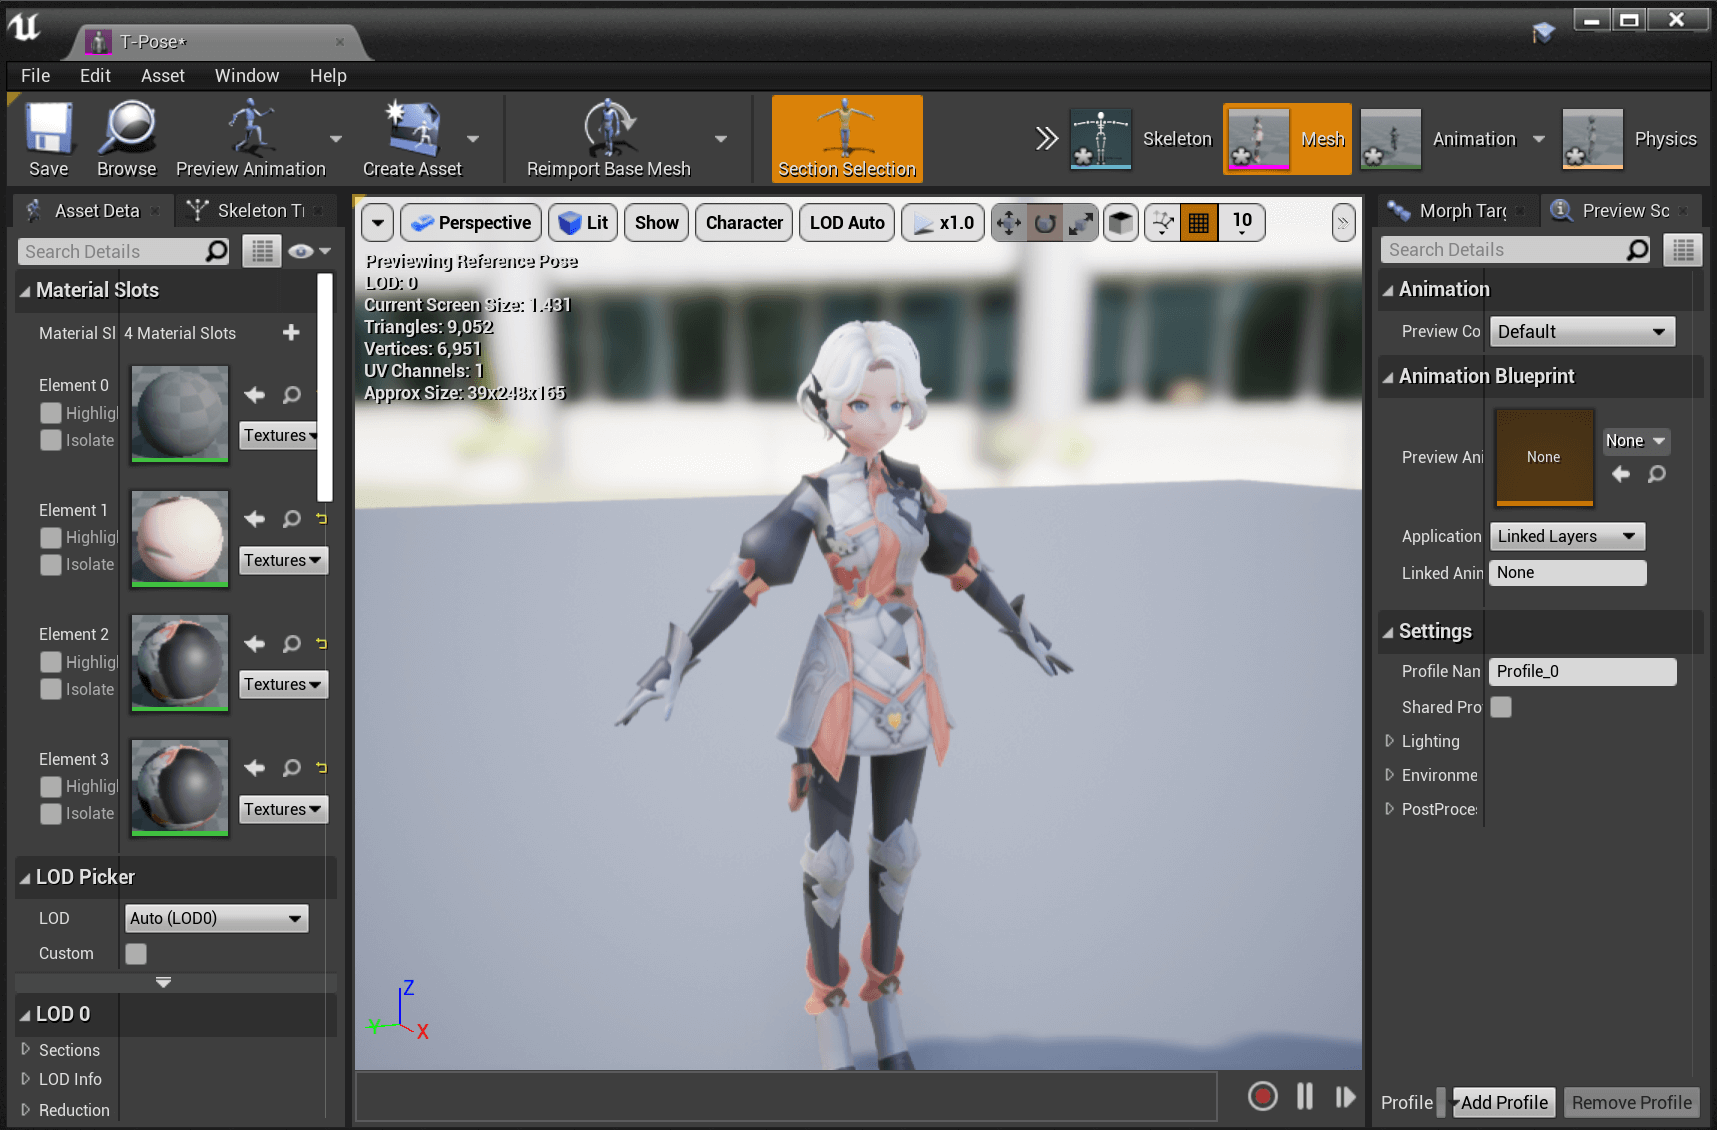 T-Pose*
File Edit Asset Window Help
Save Browse Preview Animation Create Asset Reimport Base Mesh Section Selection Skeleton Mesh Animation Physics
Asset Deta Skeleton Tr
Search Details
Material Slots
Material Sl 4 Material Slots
Element 0
Highligl
Isolate
Textures
Element 1
Highligl
Isolate
Textures
Element 2
Highligl
Isolate
Textures
Element 3
Highligl
Isolate
Textures
LOD Picker
LOD Auto (LOD0)
Custom
LOD 0
Sections
LOD Info
Reduction
Perspective Lit Show Character LOD Auto x1.0 10
Previewing Reference Pose
LOD: 0
Current Screen Size: 1.431
Triangles: 9,052
Vertices: 6,951
UV Channels: 1
Approx Size: 39x248x165
Z
Y
X
Morph Targ Preview Sc
Search Details
Animation
Preview Co Default
Animation Blueprint
Preview Ani None None
Application Linked Layers
Linked Anim None
Settings
Profile Nan Profile_0
Shared Pro
Lighting
Environme
PostProces
Profile Add Profile Remove Profile